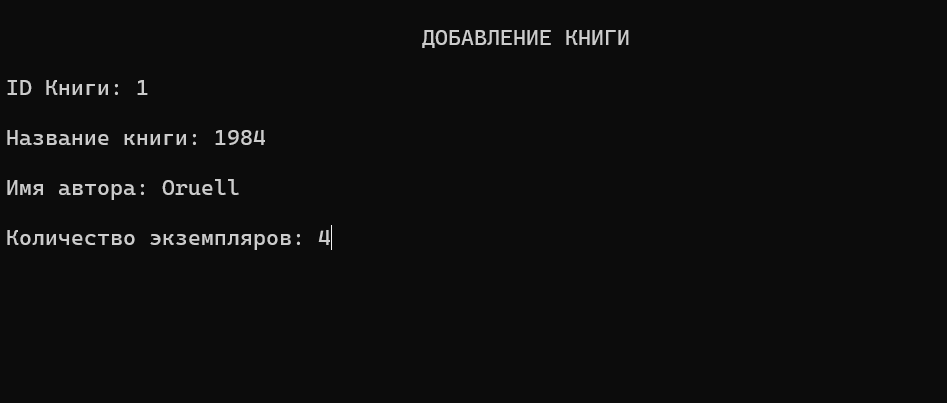 ДОБАВЛЕНИЕ КНИГИ
ID Книги: 1
Название книги: 1984
Имя автора: Oruell
Количество экземпляров: 4